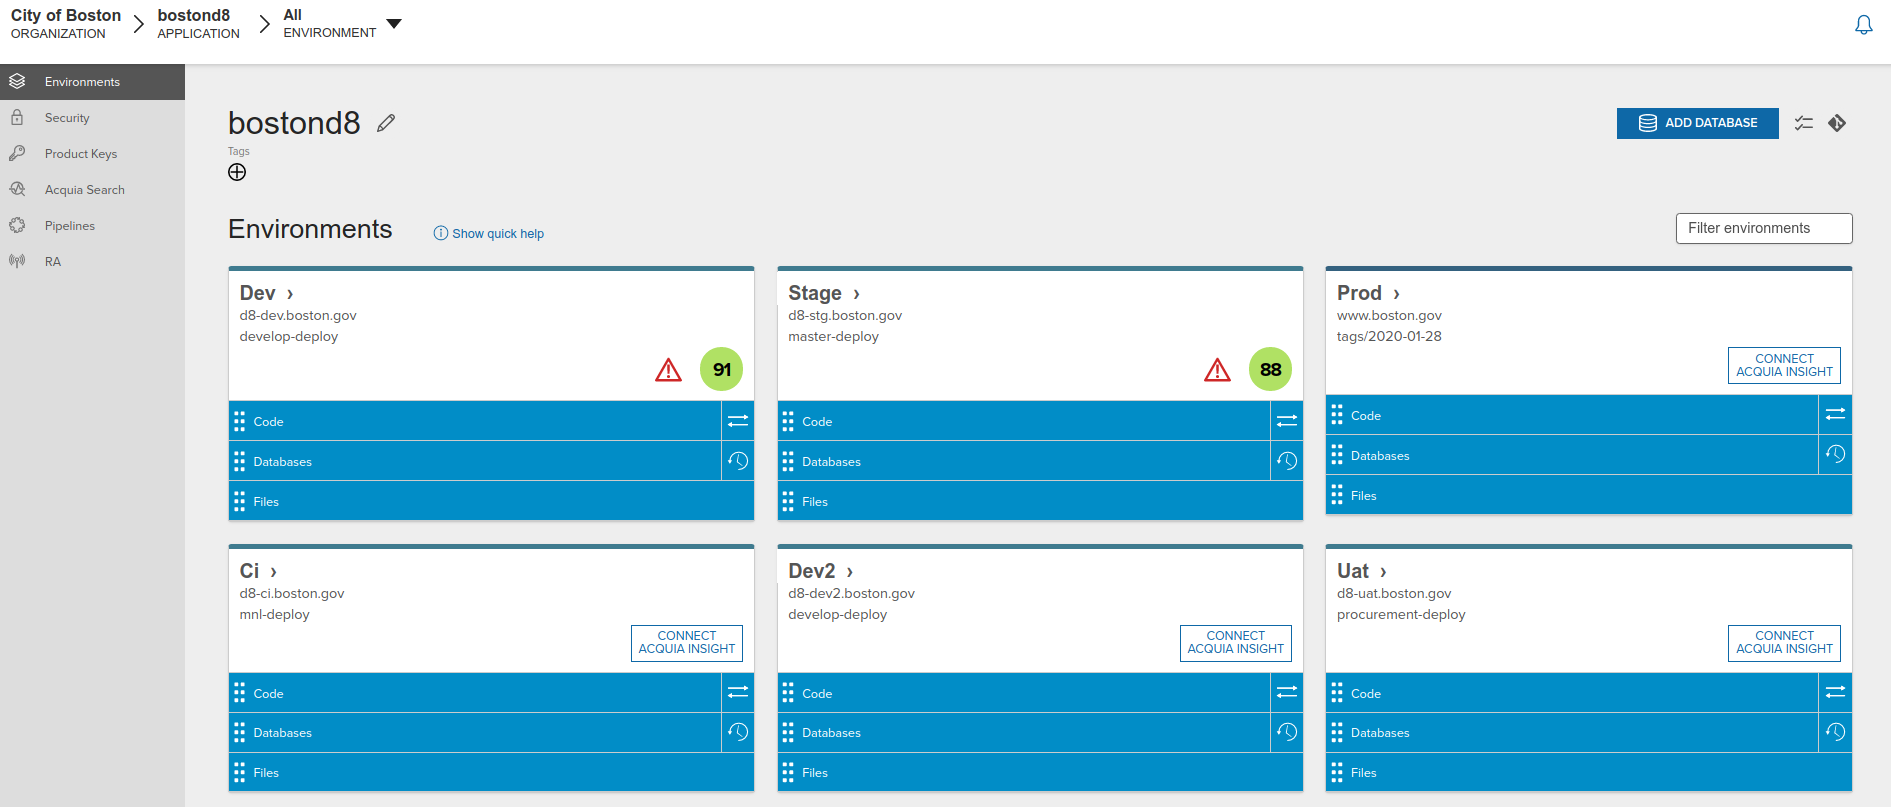 City of Boston
ORGANIZATION
bostond8
APPLICATION
All
ENVIRONMENT
Environments
Security
Product Keys
Acquia Search
Pipelines
RA
bostond8
Tags
ADD DATABASE
Environments
Show quick help
Filter environments
Dev ›
d8-dev.boston.gov
develop-deploy
91
Code
Databases
Files
Stage ›
d8-stg.boston.gov
master-deploy
88
Code
Databases
Files
Prod ›
www.boston.gov
tags/2020-01-28
CONNECT
ACQUIA INSIGHT
Code
Databases
Files
Ci ›
d8-ci.boston.gov
mnl-deploy
CONNECT
ACQUIA INSIGHT
Code
Databases
Files
Dev2 ›
d8-dev2.boston.gov
develop-deploy
CONNECT
ACQUIA INSIGHT
Code
Databases
Files
Uat ›
d8-uat.boston.gov
procurement-deploy
CONNECT
ACQUIA INSIGHT
Code
Databases
Files